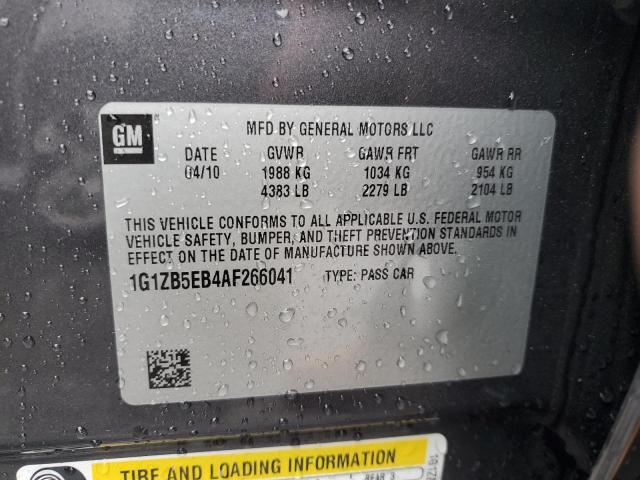 GM
MFD BY GENERAL MOTORS LLC
DATE GVWR GAWR FRT GAWR RR
04/10 1988 KG 1034 KG 954 KG
4383 LB 2279 LB 2104 LB
THIS VEHICLE CONFORMS TO ALL APPLICABLE U.S. FEDERAL MOTOR
VEHICLE SAFETY, BUMPER, AND THEFT PREVENTION STANDARDS IN
EFFECT ON THE DATE OF MANUFACTURE SHOWN ABOVE.
1G1ZB5EB4AF266041 TYPE: PASS CAR
TIRE AND LOADING INFORMATION
REAR 3